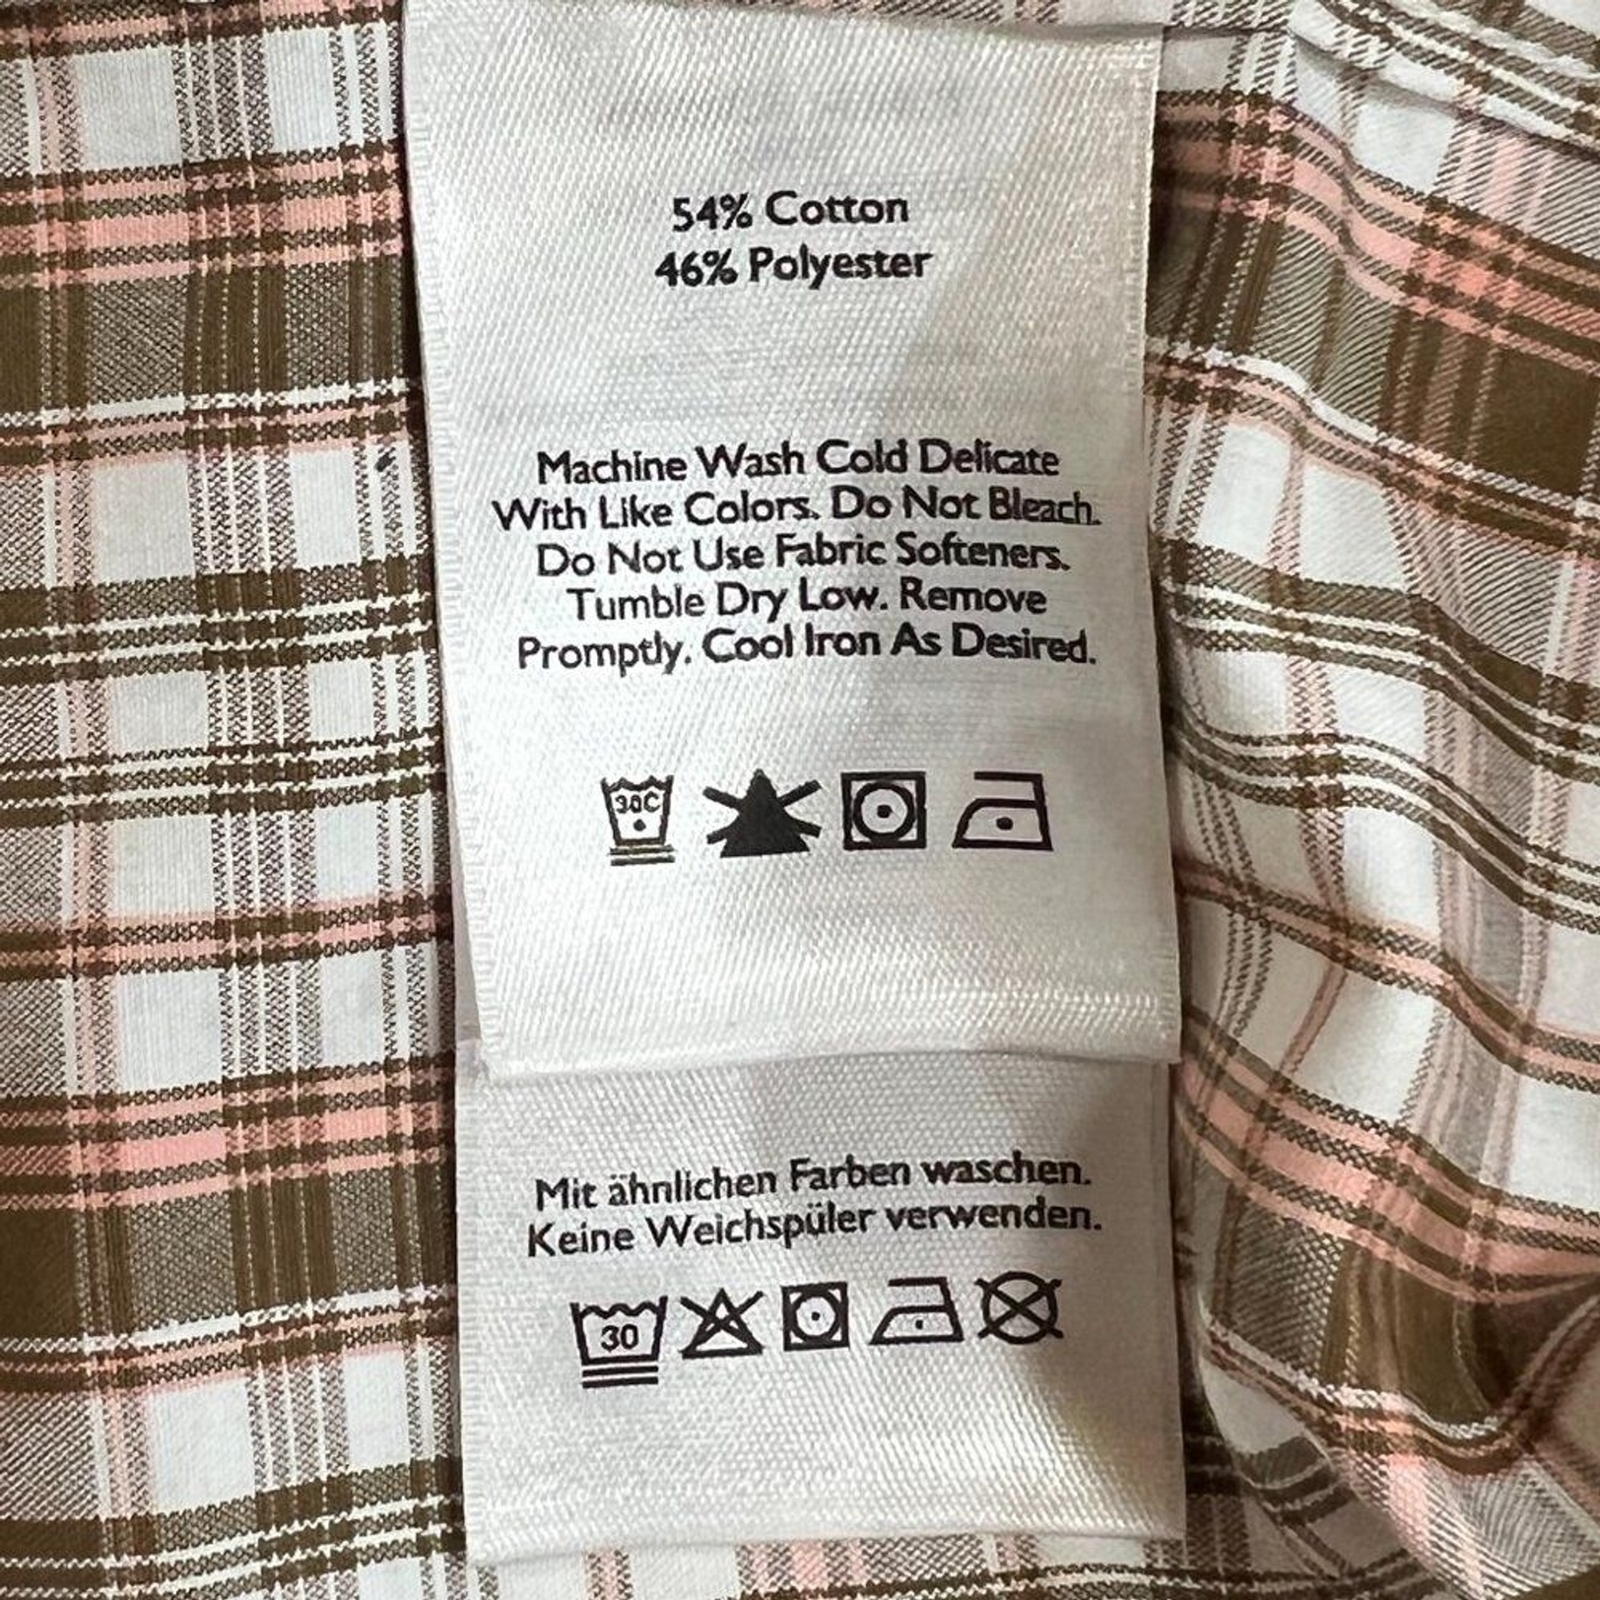 54% Cotton
46% Polyester
Machine Wash Cold Delicate
With Like Colors. Do Not Bleach.
Do Not Use Fabric Softeners.
Tumble Dry Low. Remove
Promptly. Cool Iron As Desired.
30C
Mit ähnlichen Farben waschen.
Keine Weichspüler verwenden.
30